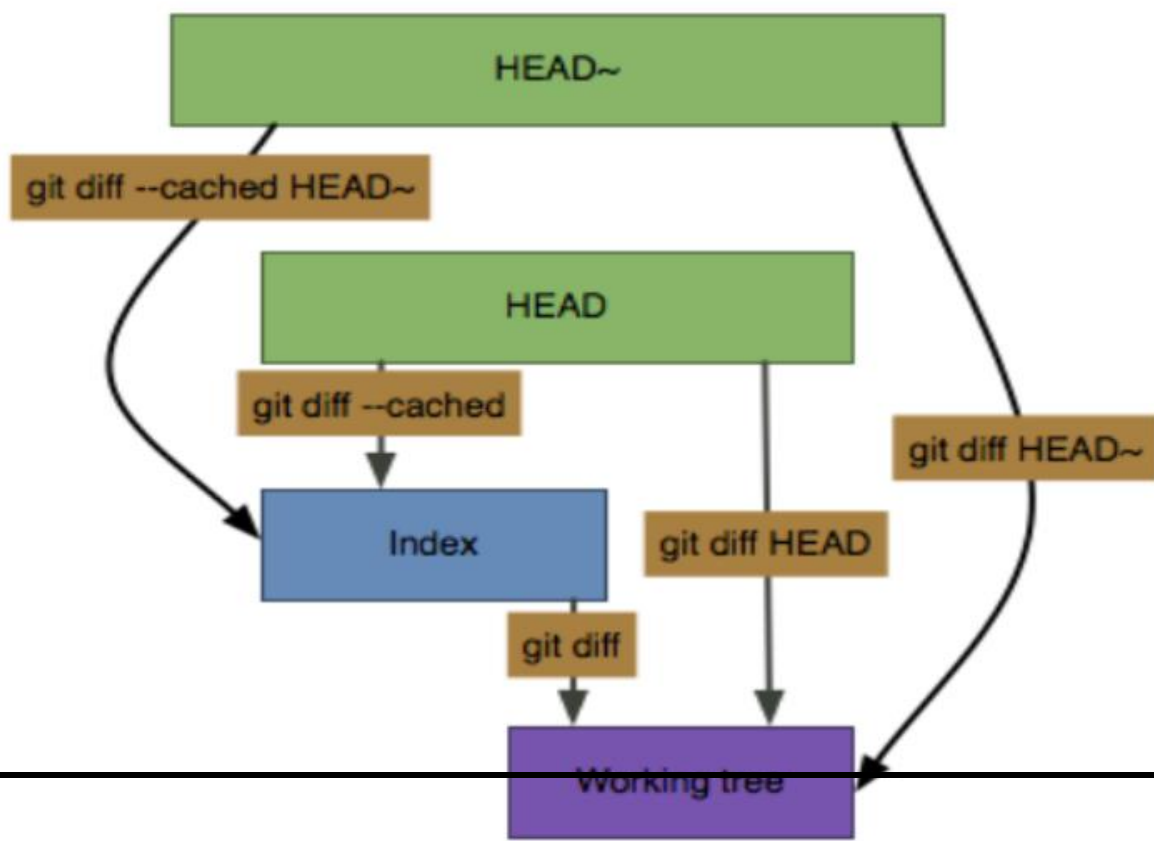 HEAD~
git diff --cached HEAD~
HEAD
git diff --cached
git diff HEAD~
Index
git diff HEAD
git diff
Working tree